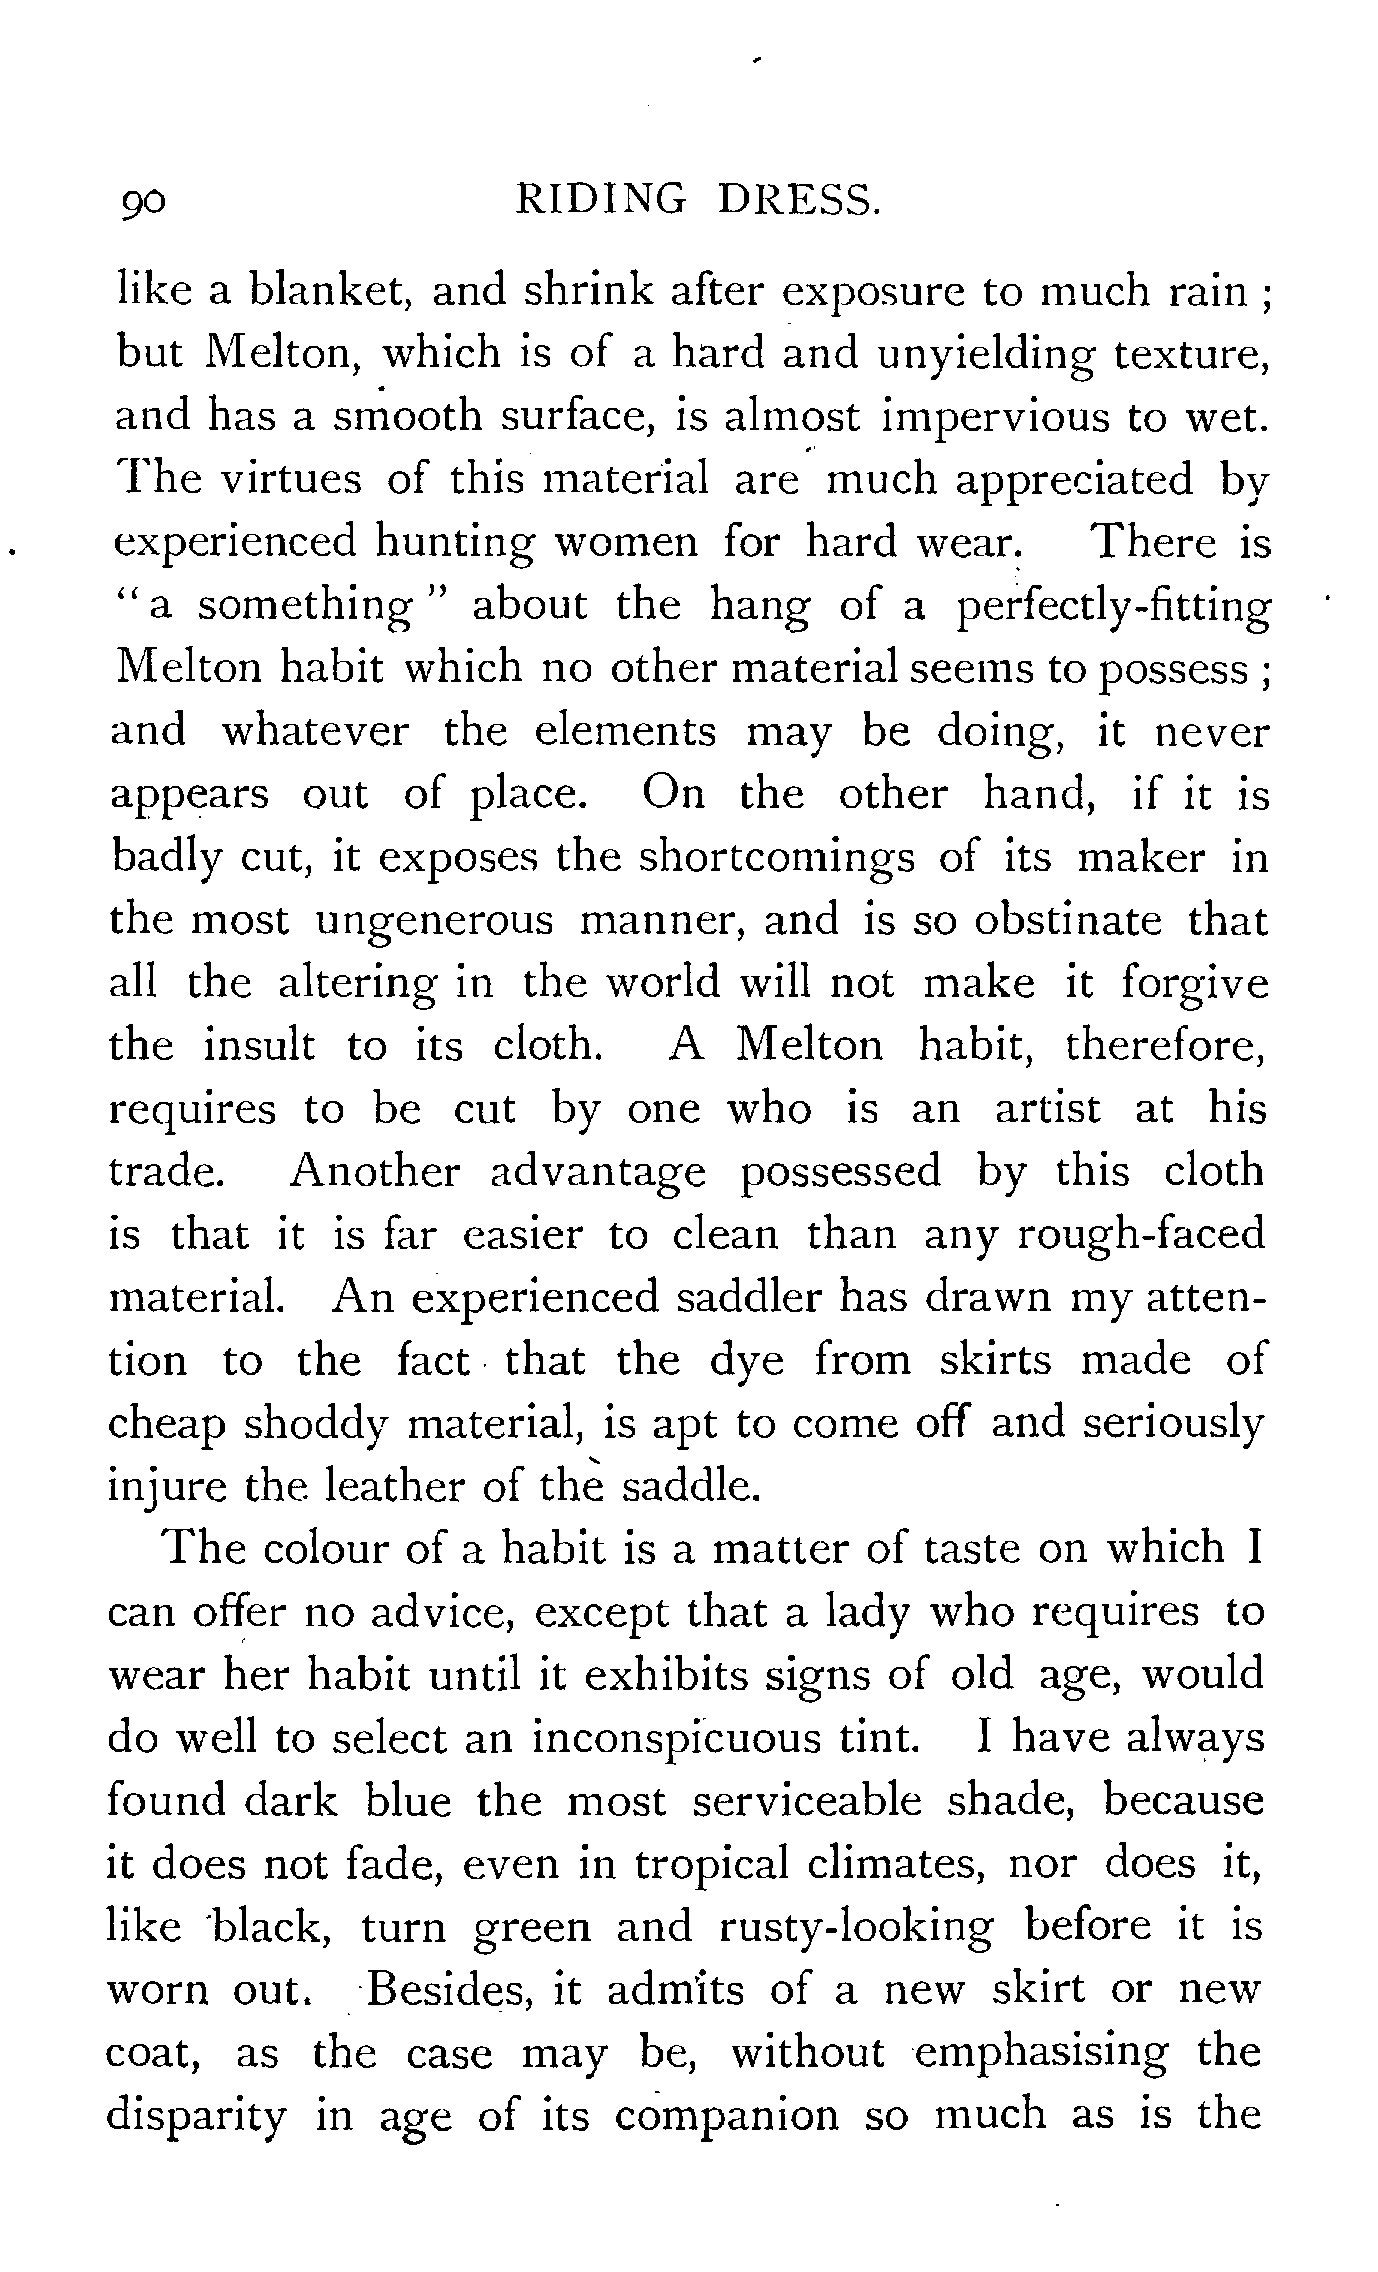 90 RIDING DRESS.
like a blanket, and shrink after exposure to much rain ;
but Melton, which is of a hard and unyielding texture,
and has a smooth surface, is almost impervious to wet.
The virtues of this material are much appreciated by
experienced hunting women for hard wear. There is
“ a something ” about the hang of a perfectly-fitting
Melton habit which no other material seems to possess ;
and whatever the elements may be doing, it never
appears out of place. On the other hand, if it is
badly cut, it exposes the shortcomings of its maker in
the most ungenerous manner, and is so obstinate that
all the altering in the world will not make it forgive
the insult to its cloth. A Melton habit, therefore,
requires to be cut by one who is an artist at his
trade. Another advantage possessed by this cloth
is that it is far easier to clean than any rough-faced
material. An experienced saddler has drawn my atten-
tion to the fact that the dye from skirts made of
cheap shoddy material, is apt to come off and seriously
injure the leather of the saddle.
The colour of a habit is a matter of taste on which I
can offer no advice, except that a lady who requires to
wear her habit until it exhibits signs of old age, would
do well to select an inconspicuous tint. I have always
found dark blue the most serviceable shade, because
it does not fade, even in tropical climates, nor does it,
like black, turn green and rusty-looking before it is
worn out. Besides, it admits of a new skirt or new
coat, as the case may be, without emphasising the
disparity in age of its companion so much as is the